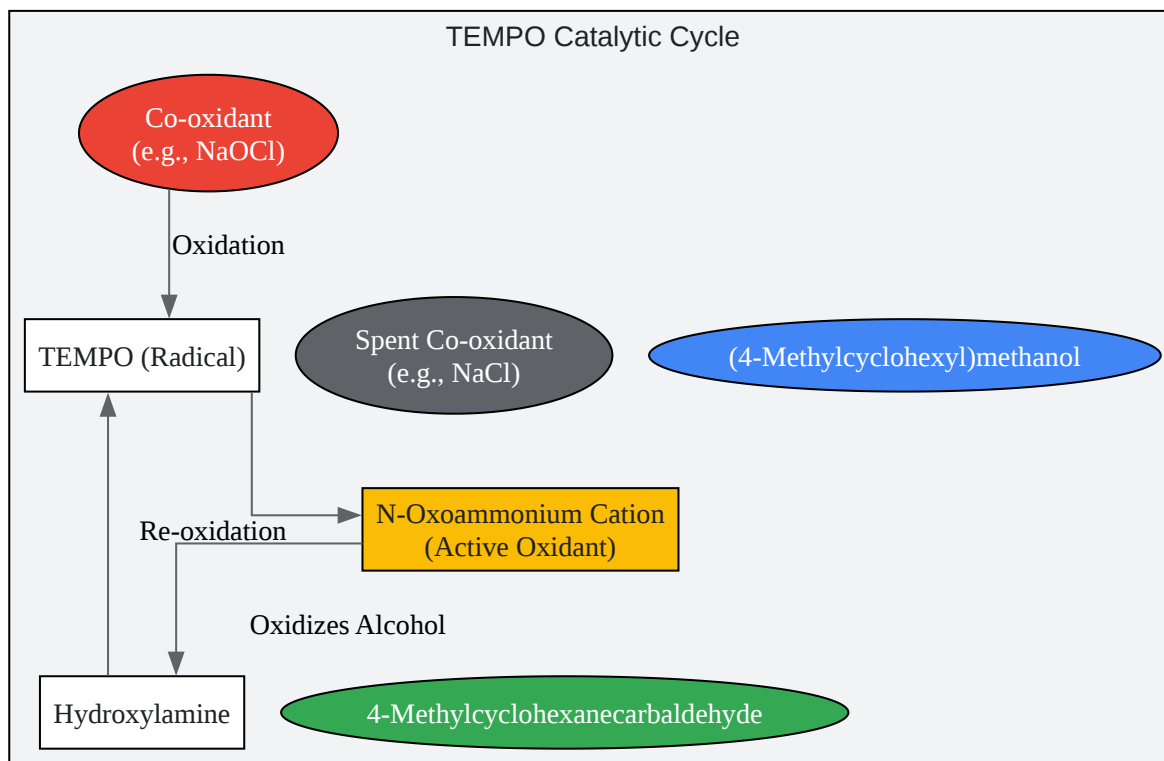 TEMPO Catalytic Cycle
Co-oxidant
(e.g., NaOCl)
Oxidation
TEMPO (Radical)
Spent Co-oxidant
(e.g., NaCl)
(4-Methylcyclohexyl)methanol
N-Oxoammonium Cation
(Active Oxidant)
Re-oxidation
Oxidizes Alcohol
Hydroxylamine
4-Methylcyclohexanecarbaldehyde